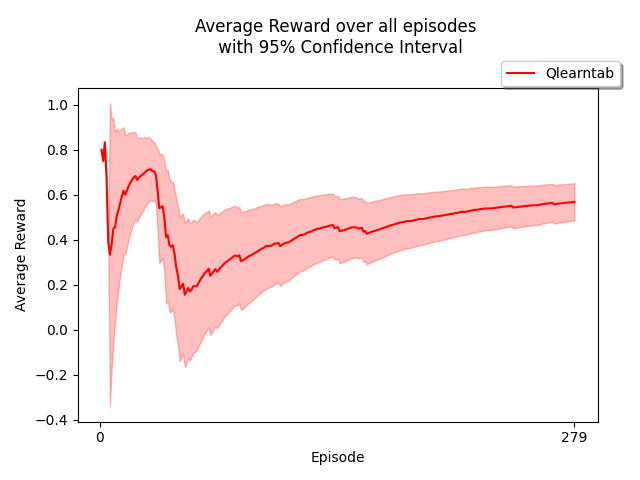 Average Reward over all episodes
with 95% Confidence Interval
Qlearntab
1.0
0.8
0.6
0.4
0.2
0.0
−0.2
−0.4
Average Reward
0
279
Episode